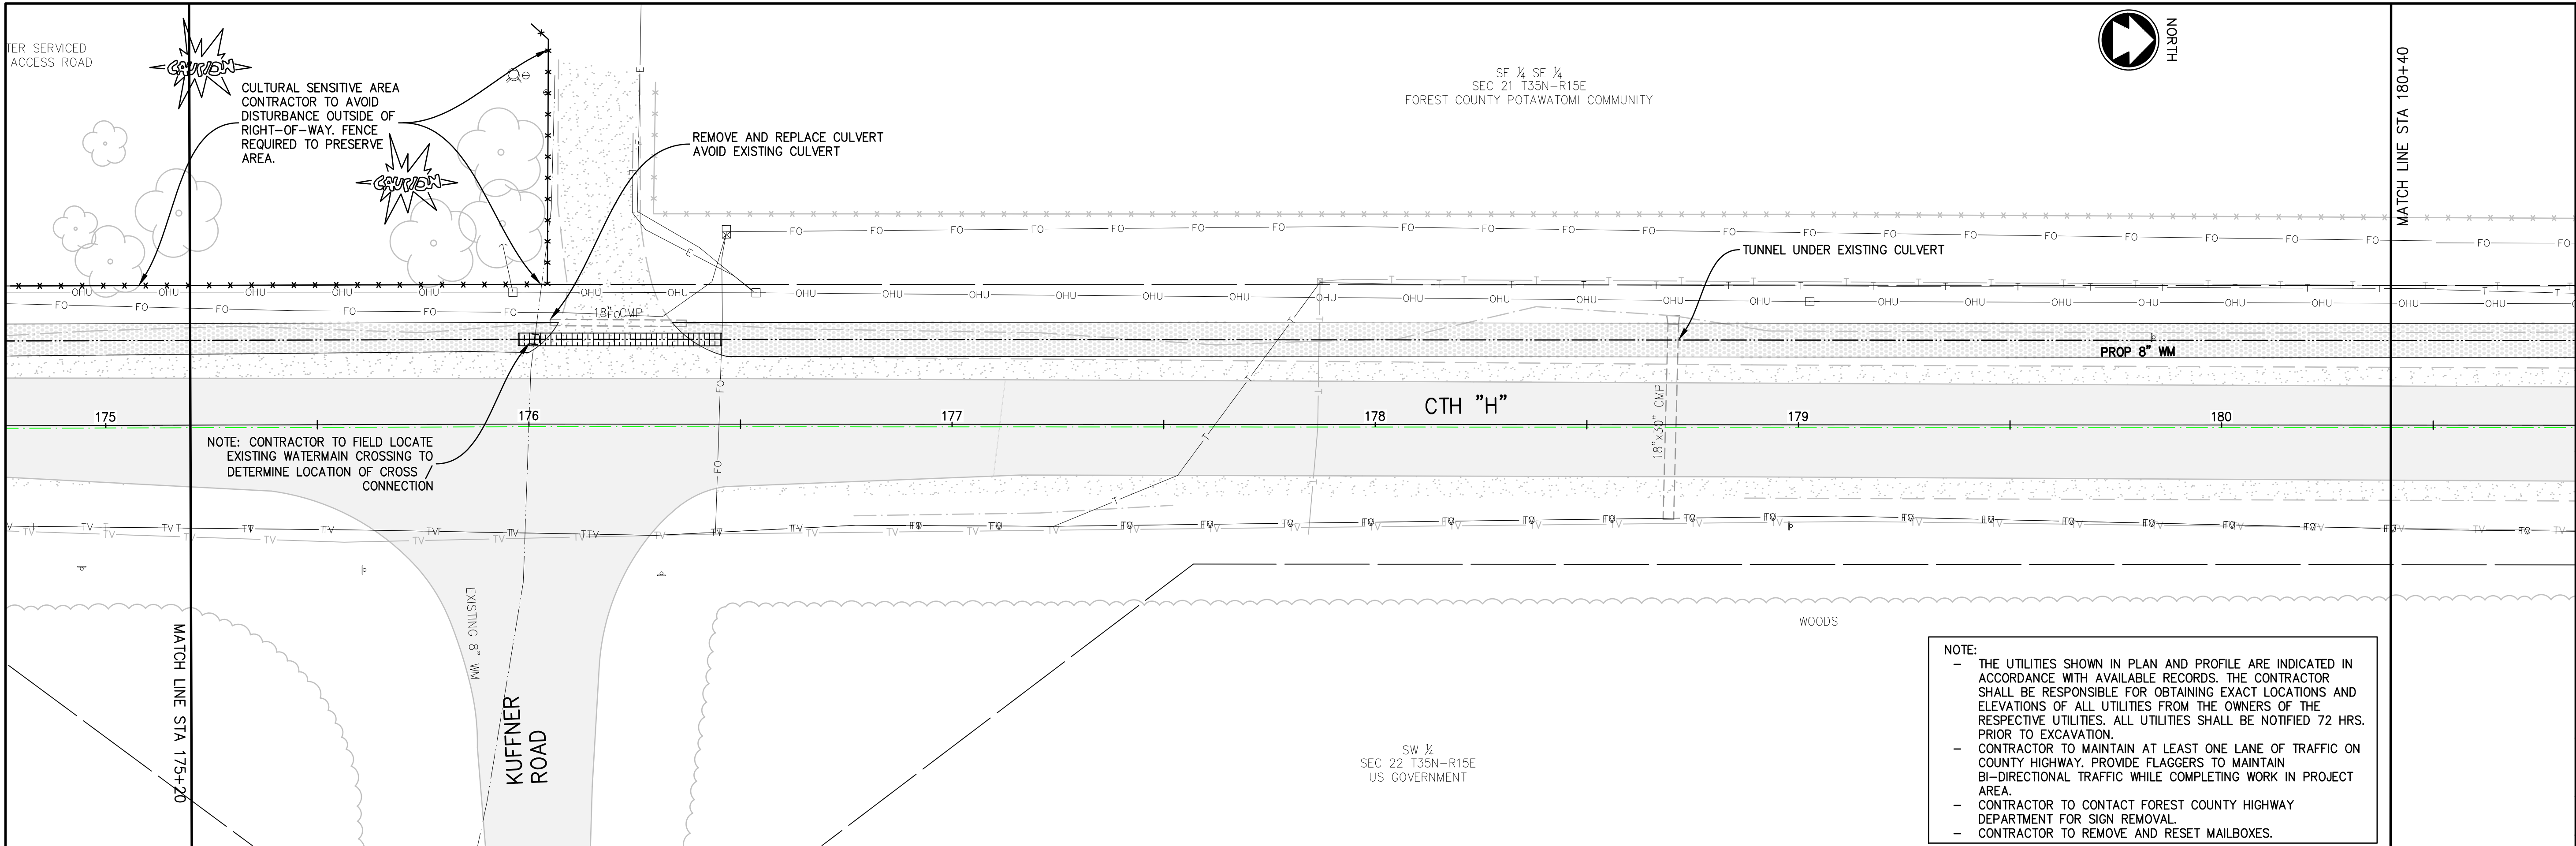 TER SERVICED
ACCESS ROAD
CAUTION
CULTURAL SENSITIVE AREA
CONTRACTOR TO AVOID
DISTURBANCE OUTSIDE OF
RIGHT-OF-WAY. FENCE
REQUIRED TO PRESERVE
AREA.
CAUTION
REMOVE AND REPLACE CULVERT
AVOID EXISTING CULVERT
SE ¼ SE ¼
SEC 21 T35N-R15E
FOREST COUNTY POTAWATOMI COMMUNITY
NORTH
MATCH LINE STA 180+40
TUNNEL UNDER EXISTING CULVERT
18" CMP
PROP 8" WM
18"x30" CMP
CTH "H"
175
176
177
178
179
180
NOTE: CONTRACTOR TO FIELD LOCATE
EXISTING WATERMAIN CROSSING TO
DETERMINE LOCATION OF CROSS
CONNECTION
EXISTING 8" WM
KUFFNER
ROAD
MATCH LINE STA 175+20
WOODS
SW ¼
SEC 22 T35N-R15E
US GOVERNMENT
NOTE:
- THE UTILITIES SHOWN IN PLAN AND PROFILE ARE INDICATED IN
ACCORDANCE WITH AVAILABLE RECORDS. THE CONTRACTOR
SHALL BE RESPONSIBLE FOR OBTAINING EXACT LOCATIONS AND
ELEVATIONS OF ALL UTILITIES FROM THE OWNERS OF THE
RESPECTIVE UTILITIES. ALL UTILITIES SHALL BE NOTIFIED 72 HRS.
PRIOR TO EXCAVATION.
- CONTRACTOR TO MAINTAIN AT LEAST ONE LANE OF TRAFFIC ON
COUNTY HIGHWAY. PROVIDE FLAGGERS TO MAINTAIN
BI-DIRECTIONAL TRAFFIC WHILE COMPLETING WORK IN PROJECT
AREA.
- CONTRACTOR TO CONTACT FOREST COUNTY HIGHWAY
DEPARTMENT FOR SIGN REMOVAL.
- CONTRACTOR TO REMOVE AND RESET MAILBOXES.